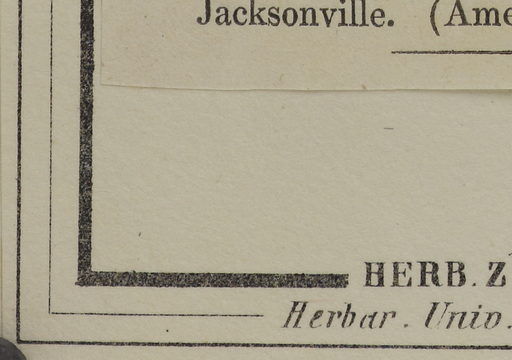 Jacksonville. (Ame
HERB. Z
Herbar. Univ.